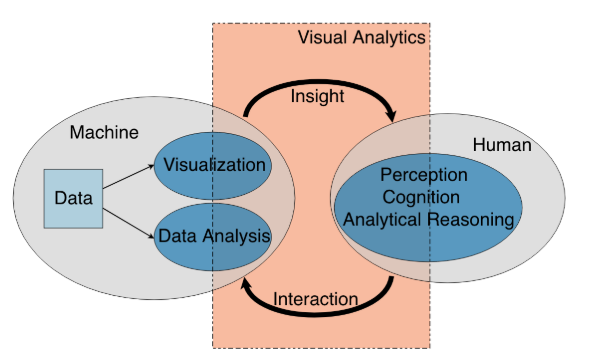 Visual Analytics
Insight
Machine
Human
Visualization
Data
Data Analysis
Perception
Cognition
Analytical Reasoning
Interaction